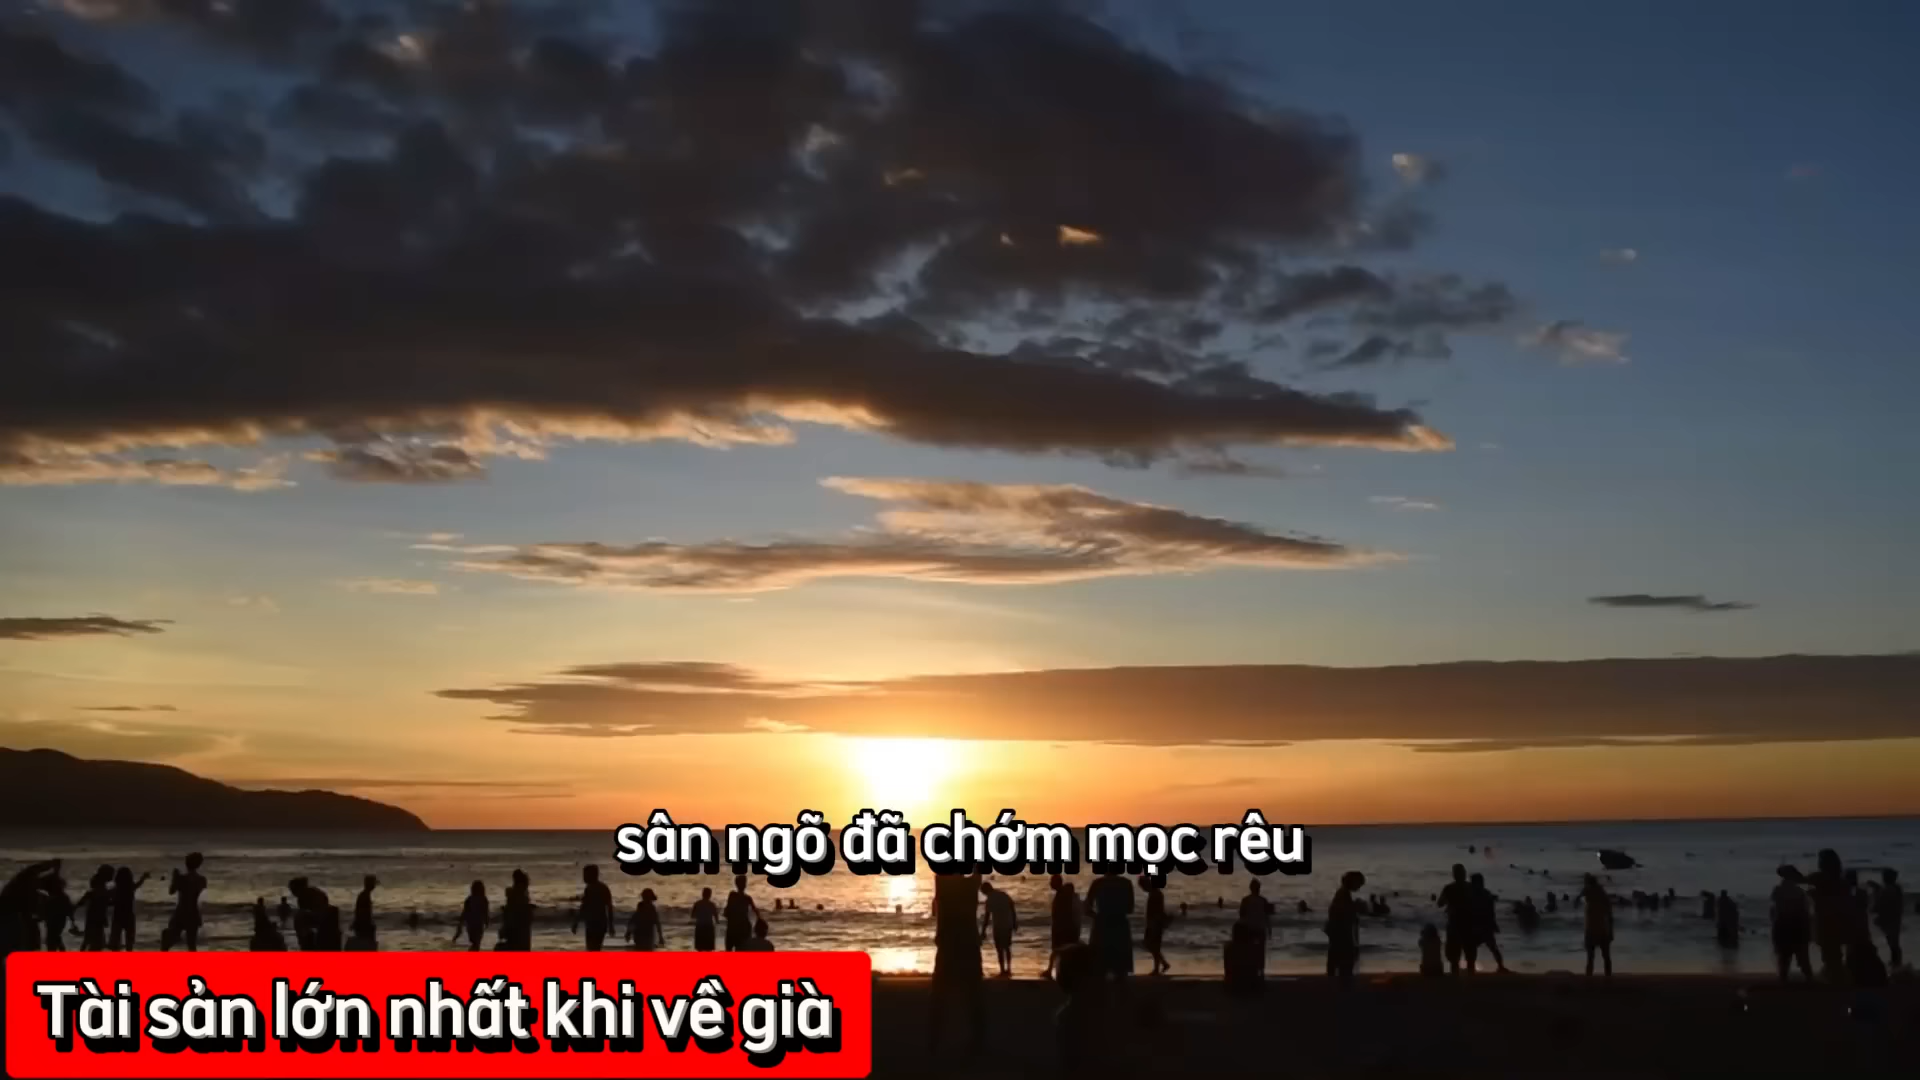 sân ngõ đã chớm mọc rêu
Tài sản lớn nhất khi về già